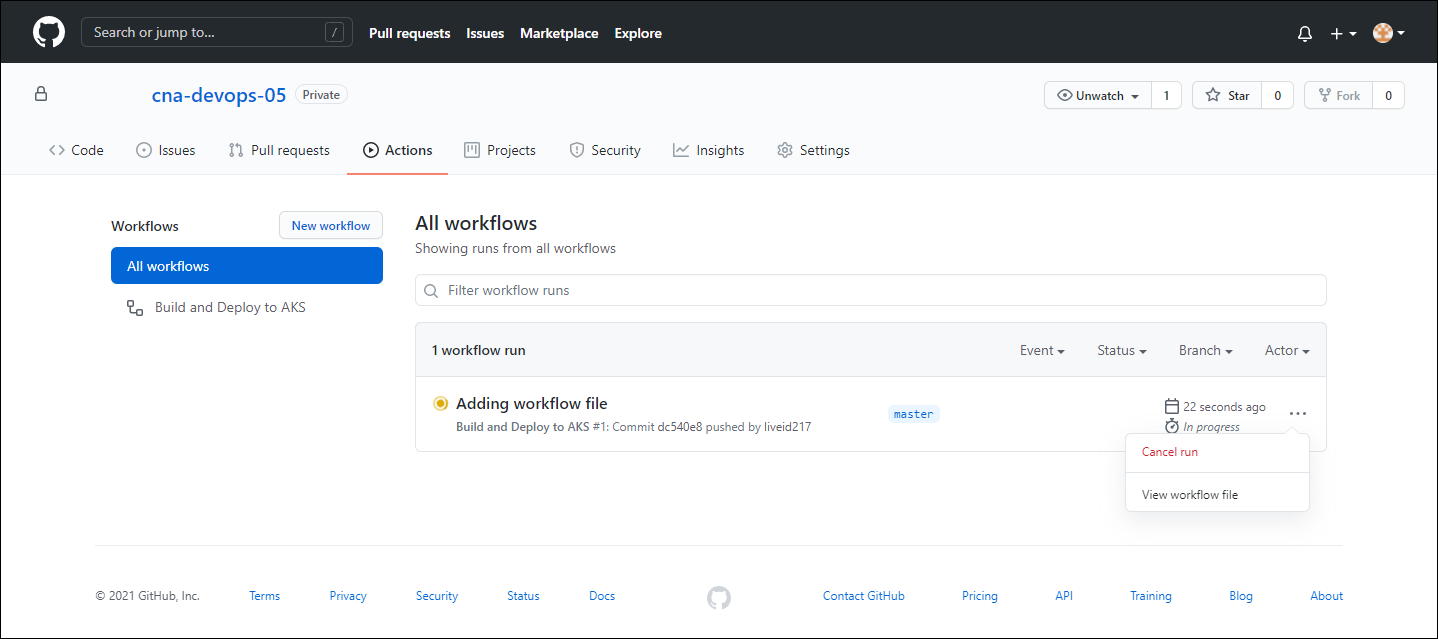 Search or jump to... /
Pull requests Issues Marketplace Explore
cna-devops-05 Private
Unwatch 1 Star 0 Fork 0
Code Issues Pull requests Actions Projects Security Insights Settings
Workflows New workflow
All workflows
Build and Deploy to AKS
All workflows
Showing runs from all workflows
Filter workflow runs
1 workflow run Event Status Branch Actor
Adding workflow file
Build and Deploy to AKS #1: Commit dc540e8 pushed by liveid217
master
22 seconds ago
In progress
Cancel run
View workflow file
© 2021 GitHub, Inc. Terms Privacy Security Status Docs Contact GitHub Pricing API Training Blog About